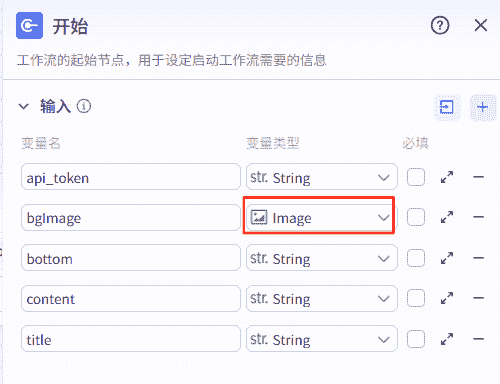 开始
工作流的起始节点，用于设定启动工作流需要的信息
输入
变量名 变量类型 必填
api_token str. String
bgImage Image
bottom str. String
content str. String
title str. String